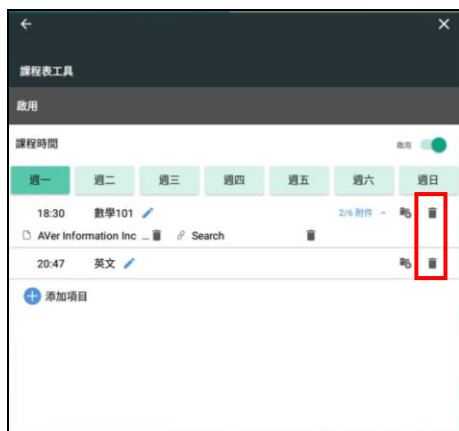 課程表工具
啟用
課程時間 啟用
週一 週二 週三 週四 週五 週六 週日
18:30 數學101 2/6 附件
AVer Information Inc ... Search
20:47 英文
添加項目